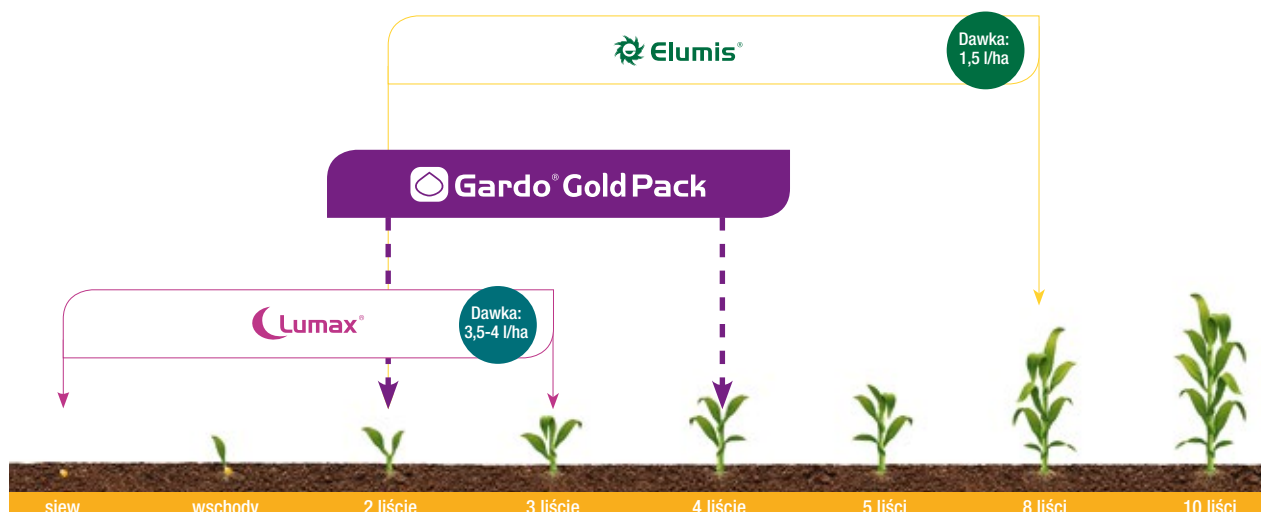 Elumis®
Dawka:
1,5 l/ha
Gardo® Gold Pack
Lumax®
Dawka:
3,5-4 l/ha
siew wschody 2 liście 3 liście 4 liście 5 liści 8 liści 10 liści